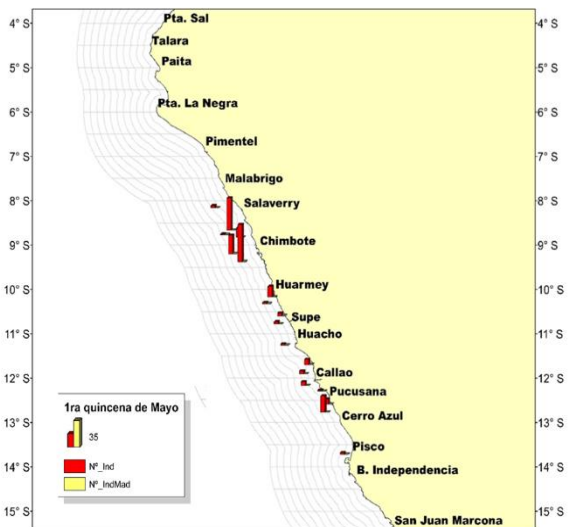 4° S
5° S
6° S
7° S
8° S
9° S
10° S
11° S
12° S
13° S
14° S
15° S
Pta. Sal
Talara
Paita
Pta. La Negra
Pimentel
Malabrigo
Salaverry
Chimbote
Huarmey
Supe
Huacho
Callao
Pucusana
Cerro Azul
Pisco
B. Independencia
San Juan Marcona
1ra quincena de Mayo
35
Nº_Ind
Nº_IndMad
4° S
5° S
6° S
7° S
8° S
9° S
10° S
11° S
12° S
13° S
14° S
15° S